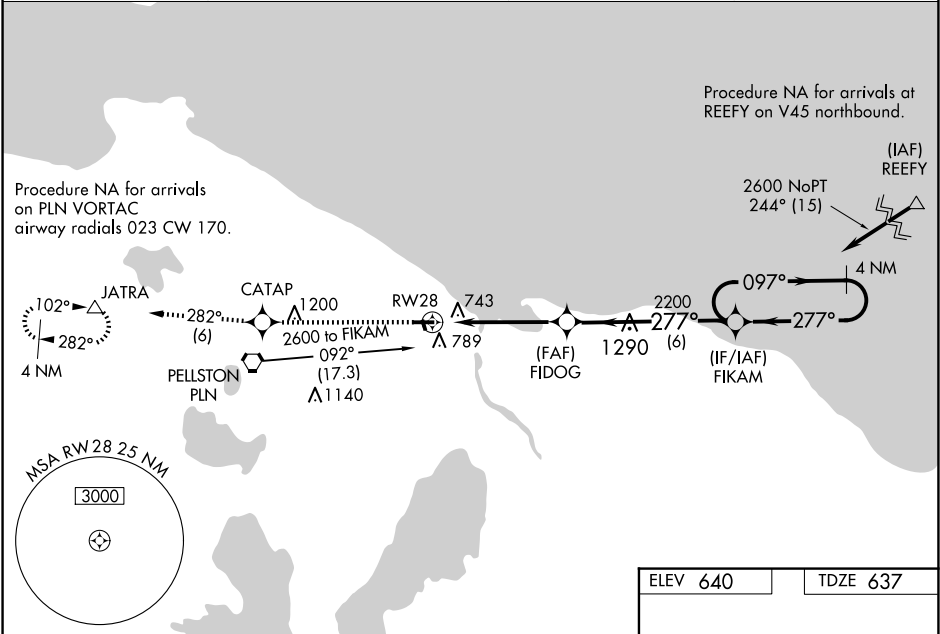 Procedure NA for arrivals at
REEFY on V45 northbound.
(IAF)
REEFY
2600 NoPT
244° (15)
Procedure NA for arrivals
on PLN VORTAC
airway radials 023 CW 170.
4 NM
097°
JATRA
102°
282°
4 NM
CATAP
1200
282°
(6)
RW28
743
789
2600 to FIKAM
092°
(17.3)
1140
PELLSTON
PLN
2200
277°
(6)
277°
1290
(FAF)
FIDOG
(IF/IAF)
FIKAM
MSA RW28 25 NM
3000
ELEV 640
TDZE 637